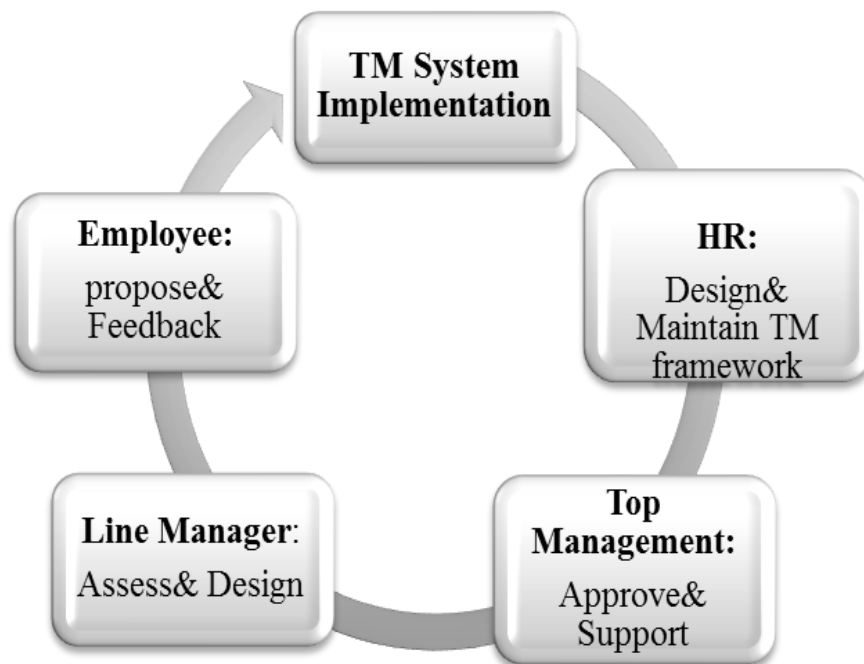 TM System
Implementation
HR:
Design&
Maintain TM
framework
Top
Management:
Approve&
Support
Line Manager:
Assess& Design
Employee:
propose&
Feedback